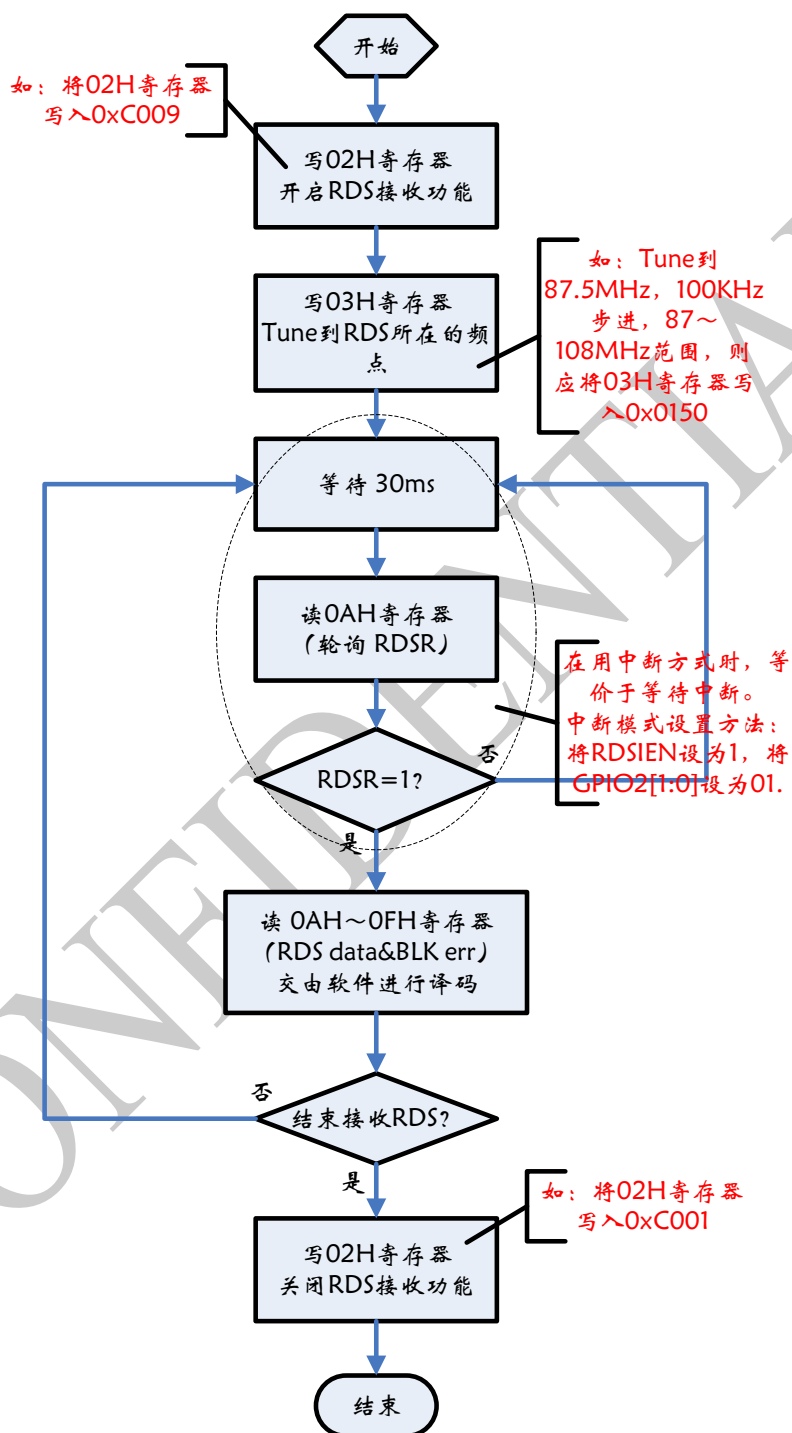 开始
如：将02H寄存器
写入0xC009
写02H寄存器
开启RDS接收功能
写03H寄存器
Tune到RDS所在的频
点
如：Tune到
87.5MHz，100KHz
步进，87～
108MHz范围，则
应将03H寄存器写
入0x0150
等待 30ms
读0AH寄存器
（轮询 RDSR）
在用中断方式时，等
价于等待中断。
中断模式设置方法：
将RDSIEN设为1，将
GPIO2[1:0]设为01.
RDSR=1?
否
是
读 0AH～0FH寄存器
（RDS data&BLK err）
交由软件进行译码
结束接收RDS?
否
是
如：将02H寄存器
写入0xC001
写02H寄存器
关闭RDS接收功能
结束
ONFIDENTIA